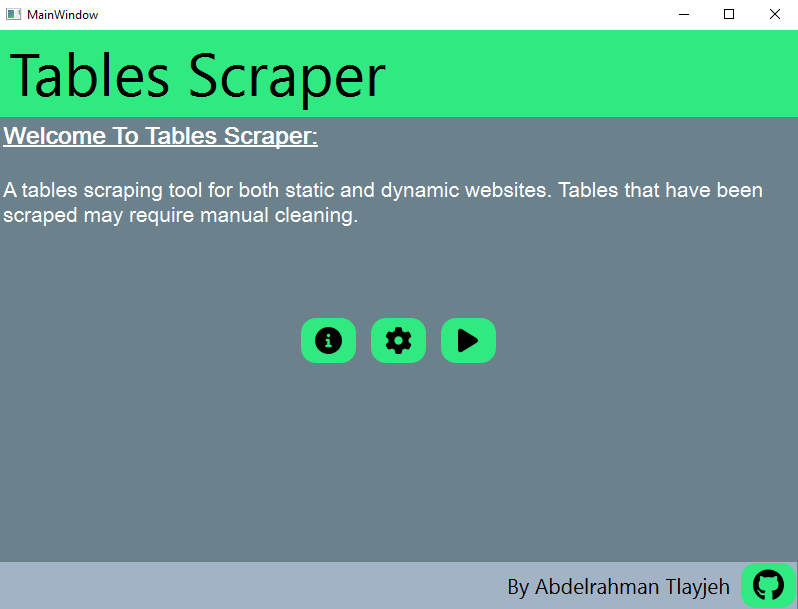 MainWindow
Tables Scraper
Welcome To Tables Scraper:
A tables scraping tool for both static and dynamic websites. Tables that have been
scraped may require manual cleaning.
By Abdelrahman Tlayjeh